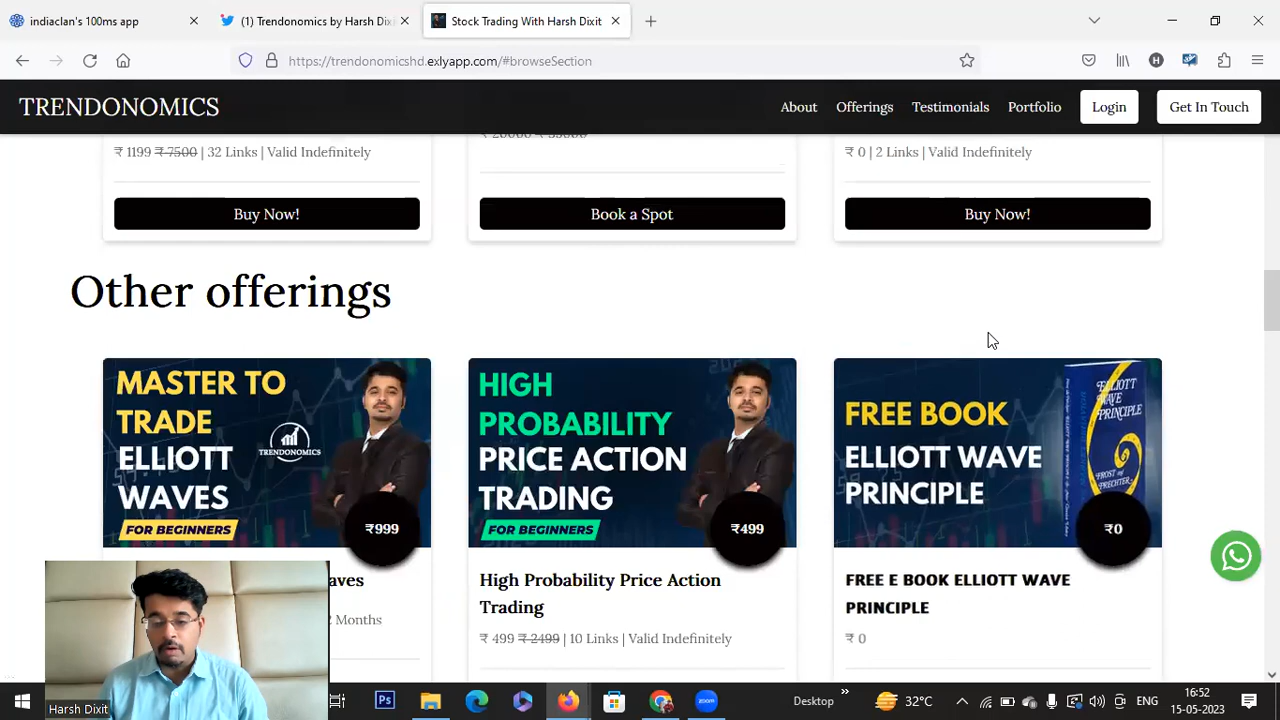 indiaclan's 100ms app
(1) Trendonomics by Harsh Dix
Stock Trading With Harsh Dixit
https://trendonomicshd.exlyapp.com/#browseSection
TRENDONOMICS
About
Offerings
Testimonials
Portfolio
Login
Get In Touch
₹ 1199 ₹ 7500 | 32 Links | Valid Indefinitely
₹ 0 | 2 Links | Valid Indefinitely
Buy Now!
Book a Spot
Buy Now!
Other offerings
MASTER TO
TRADE
ELLIOTT
WAVES
FOR BEGINNERS
TRENDONOMICS
₹999
HIGH
PROBABILITY
PRICE ACTION
TRADING
FOR BEGINNERS
₹499
FREE BOOK
ELLIOTT WAVE
PRINCIPLE
ELLIOTT
WAVE
PRINCIPLE
₹0
aves
2 Months
High Probability Price Action
Trading
₹ 499 ₹ 2499 | 10 Links | Valid Indefinitely
FREE E BOOK ELLIOTT WAVE
PRINCIPLE
₹ 0
Harsh Dixit
Ps
zoom
Desktop
32°C
ENG
16:52
15-05-2023